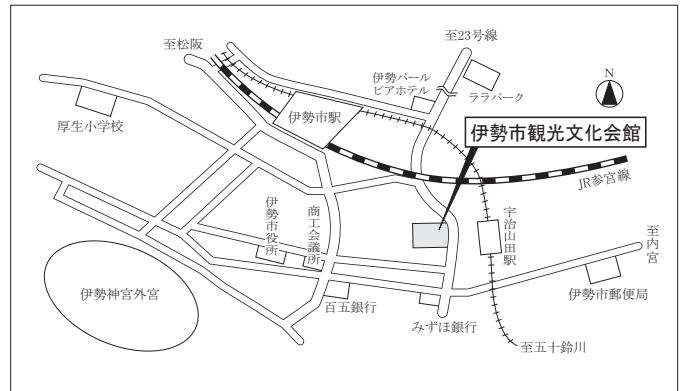 至23号線
至松阪
伊勢パール
ピアホテル
ララパーク
N
伊勢市駅
厚生小学校
伊勢市観光文化会館
JR参宮線
伊勢市役所
商工会議所
宇治山田駅
至内宮
伊勢神宮外宮
百五銀行
みずほ銀行
伊勢市郵便局
至五十鈴川